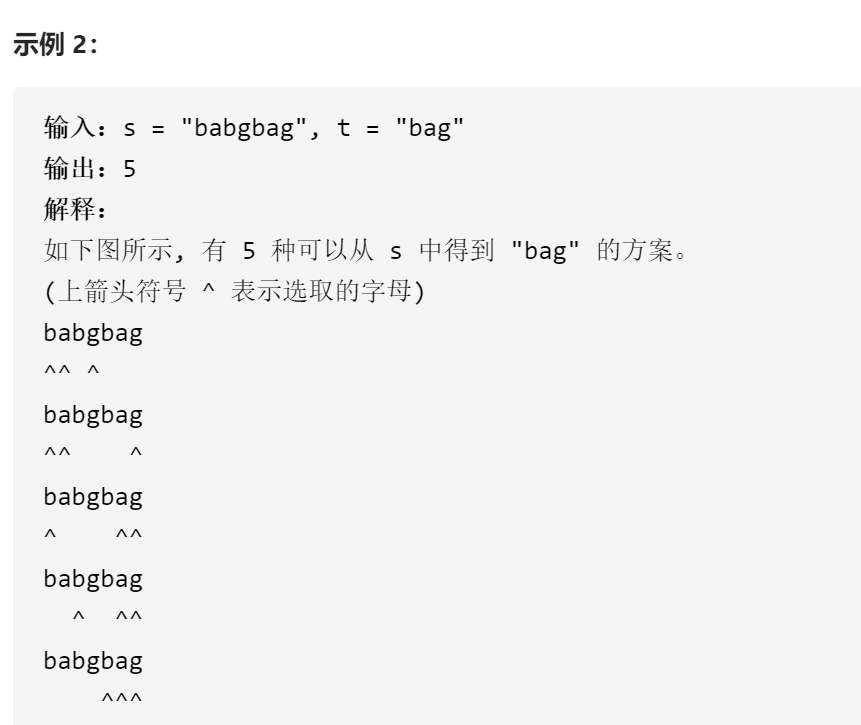 示例 2：
输入：s = "babgbag", t = "bag"
输出：5
解释：
如下图所示, 有 5 种可以从 s 中得到 "bag" 的方案。
(上箭头符号 ^ 表示选取的字母)
babgbag
^^ ^
babgbag
^^    ^
babgbag
^    ^^
babgbag
  ^  ^^
babgbag
    ^^^